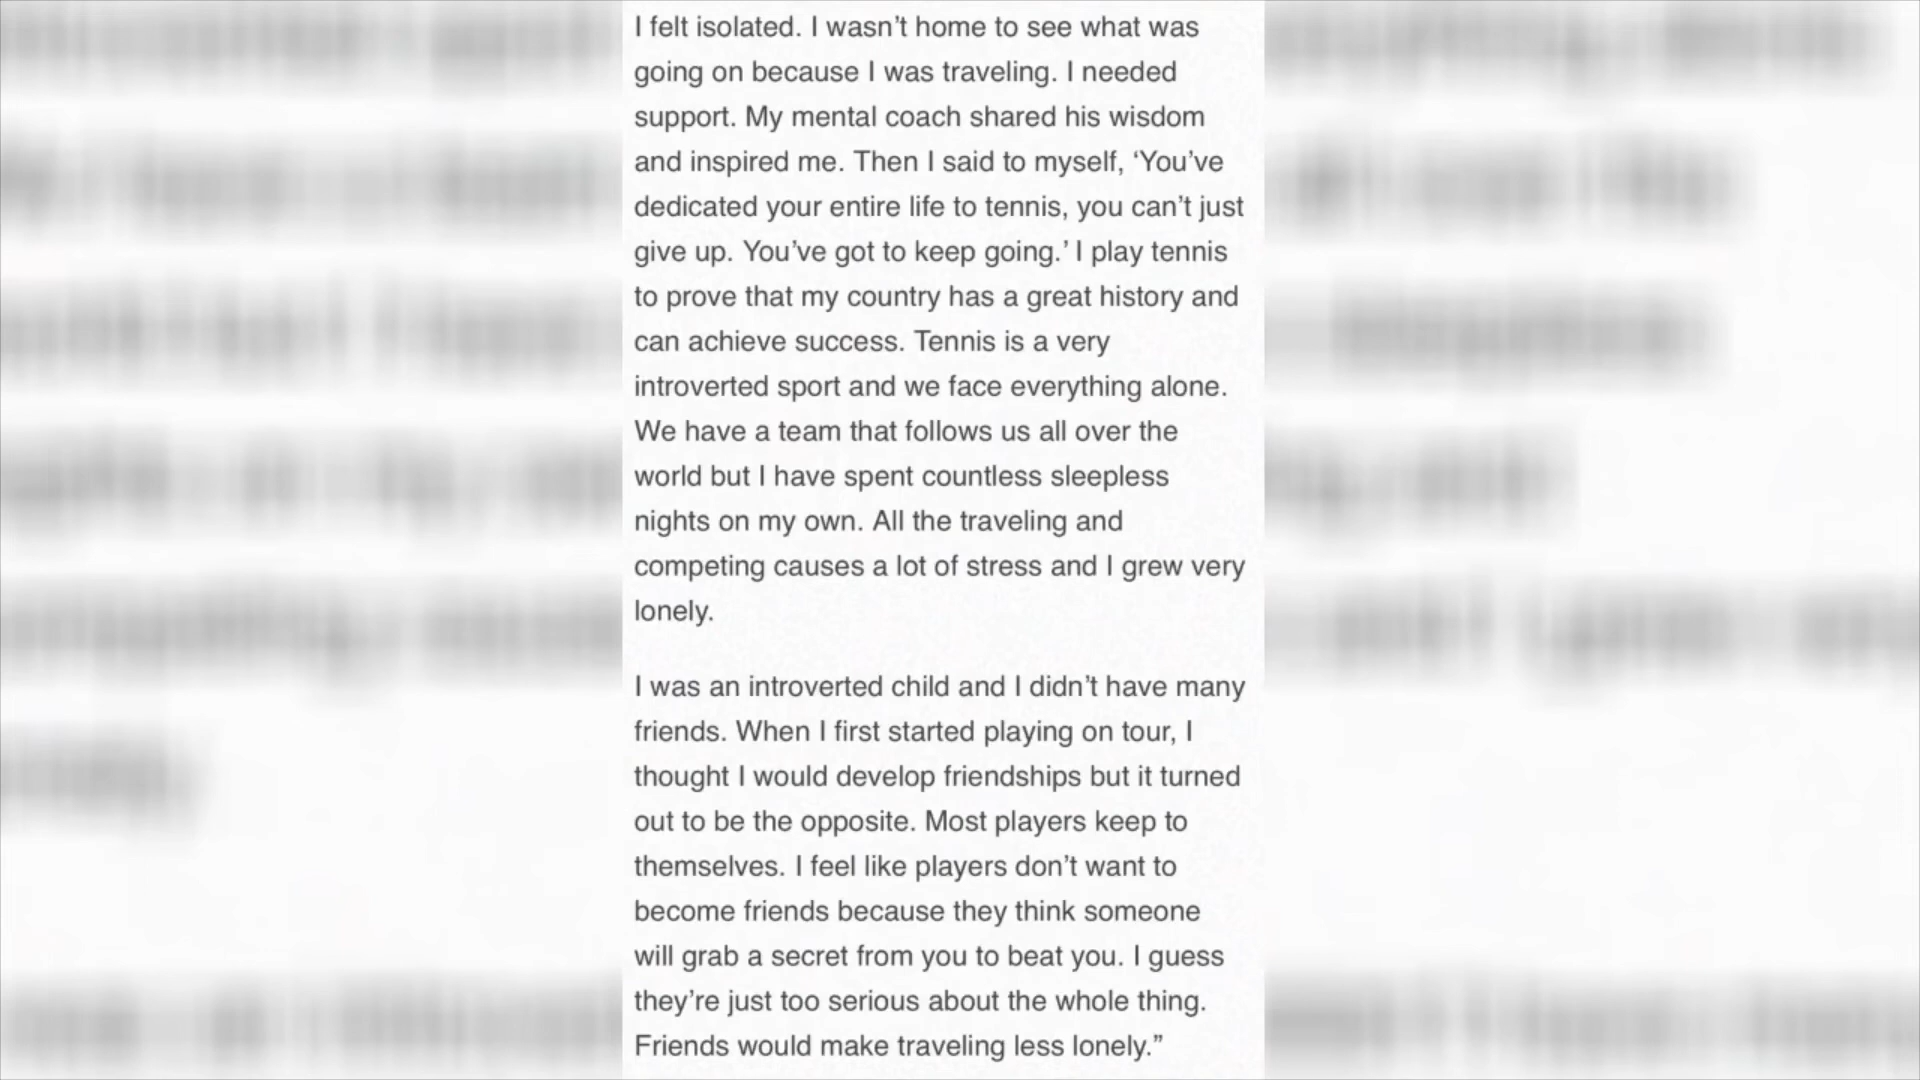 I felt isolated. I wasn’t home to see what was
going on because I was traveling. I needed
support. My mental coach shared his wisdom
and inspired me. Then I said to myself, ‘You’ve
dedicated your entire life to tennis, you can’t just
give up. You’ve got to keep going.’ I play tennis
to prove that my country has a great history and
can achieve success. Tennis is a very
introverted sport and we face everything alone.
We have a team that follows us all over the
world but I have spent countless sleepless
nights on my own. All the traveling and
competing causes a lot of stress and I grew very
lonely.
I was an introverted child and I didn’t have many
friends. When I first started playing on tour, I
thought I would develop friendships but it turned
out to be the opposite. Most players keep to
themselves. I feel like players don’t want to
become friends because they think someone
will grab a secret from you to beat you. I guess
they’re just too serious about the whole thing.
Friends would make traveling less lonely.”